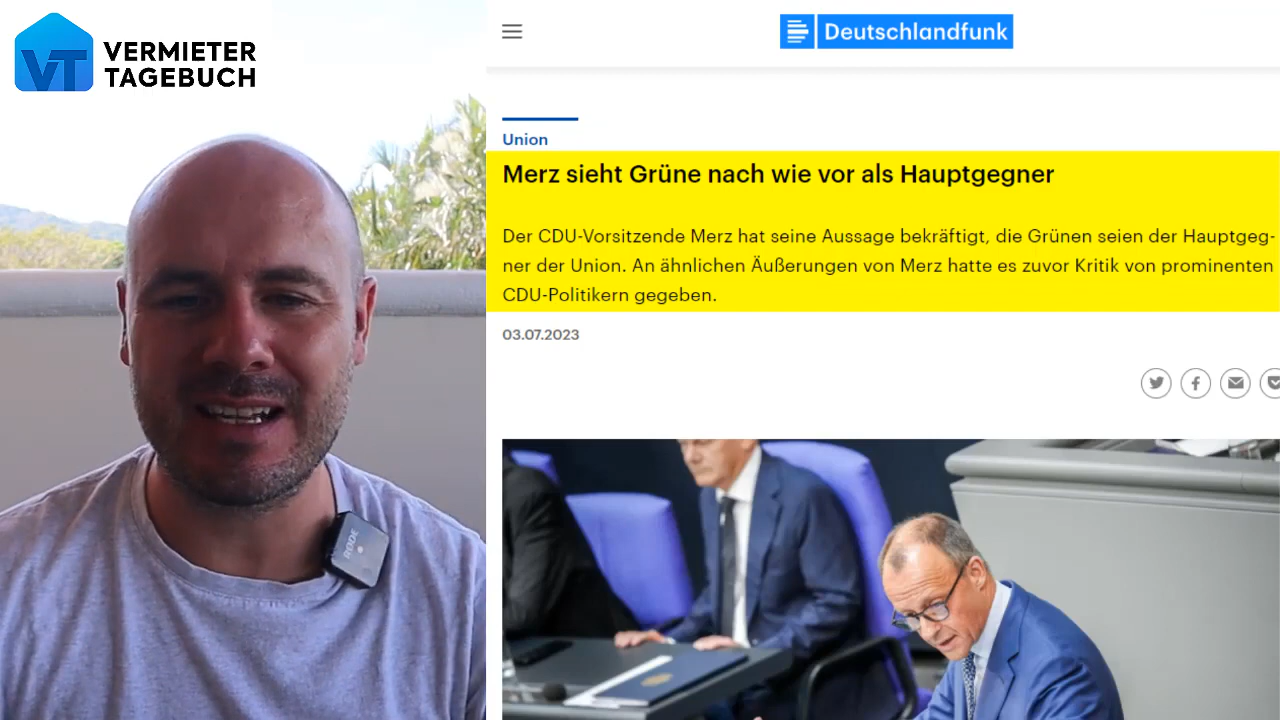 VT VERMIETER
TAGEBUCH
RØDE
Deutschlandfunk
Union
Merz sieht Grüne nach wie vor als Hauptgegner
Der CDU-Vorsitzende Merz hat seine Aussage bekräftigt, die Grünen seien der Hauptgeg-
ner der Union. An ähnlichen Äußerungen von Merz hatte es zuvor Kritik von prominenten
CDU-Politikern gegeben.
03.07.2023